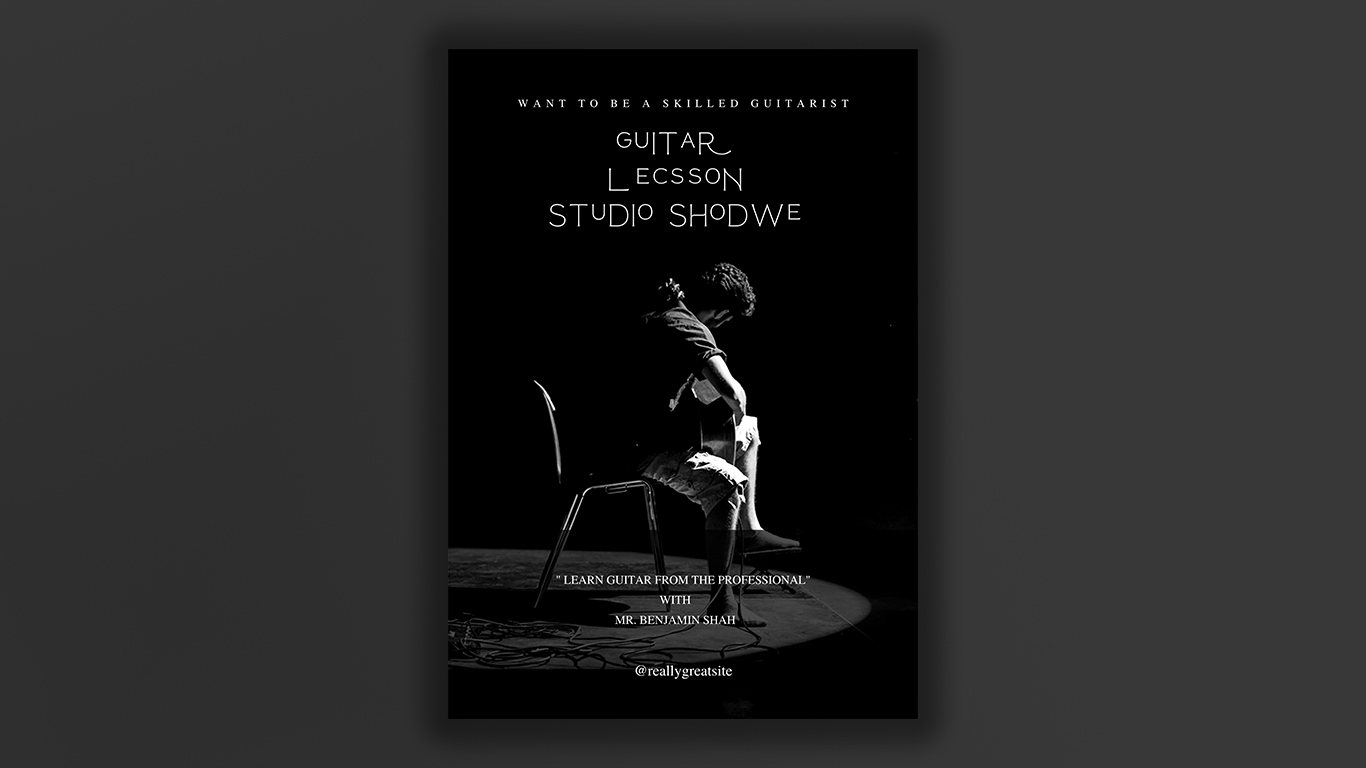 WANT TO BE A SKILLED GUITARIST
GUITAR
LECSSON
STUDIO SHODWE
" LEARN GUITAR FROM THE PROFESSIONAL"
WITH
MR. BENJAMIN SHAH
@reallygreatsite